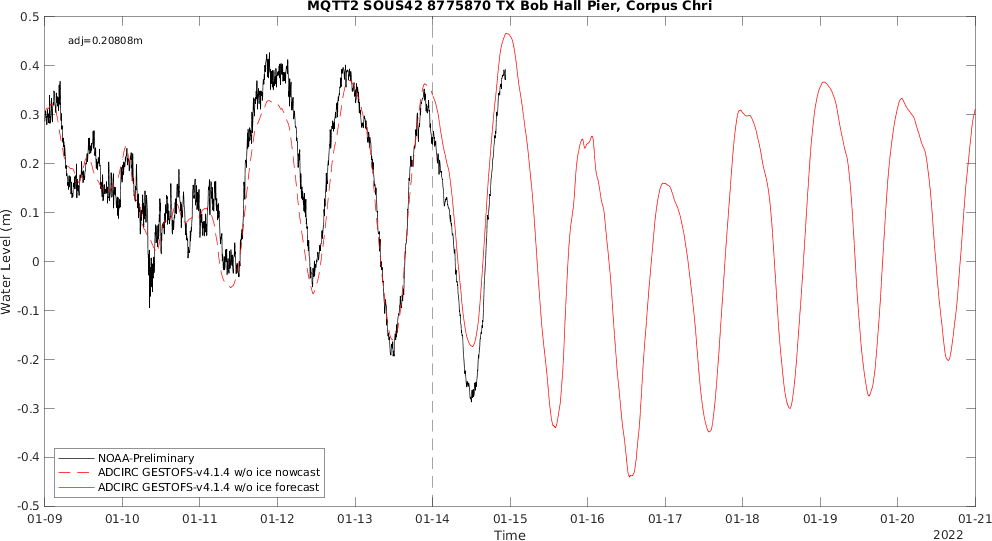 MQTT2 SOUS42 8775870 TX Bob Hall Pier, Corpus Chri
adj=0.20808m
0.5
0.4
0.3
0.2
0.1
0
-0.1
-0.2
-0.3
-0.4
-0.5
Water Level (m)
NOAA-Preliminary
ADCIRC GESTOFS-v4.1.4 w/o ice nowcast
ADCIRC GESTOFS-v4.1.4 w/o ice forecast
01-09 01-10 01-11 01-12 01-13 01-14 01-15 01-16 01-17 01-18 01-19 01-20 01-21
Time
2022